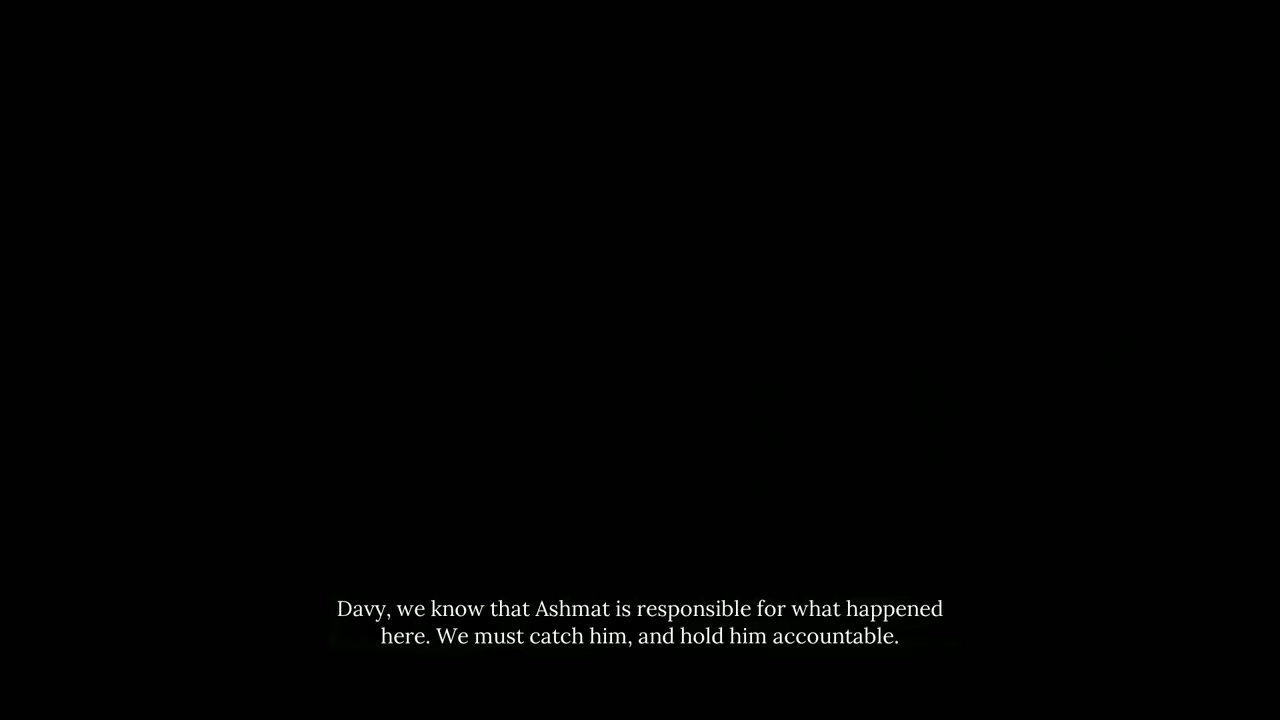 Davy, we know that Ashmat is responsible for what happened
here. We must catch him, and hold him accountable.